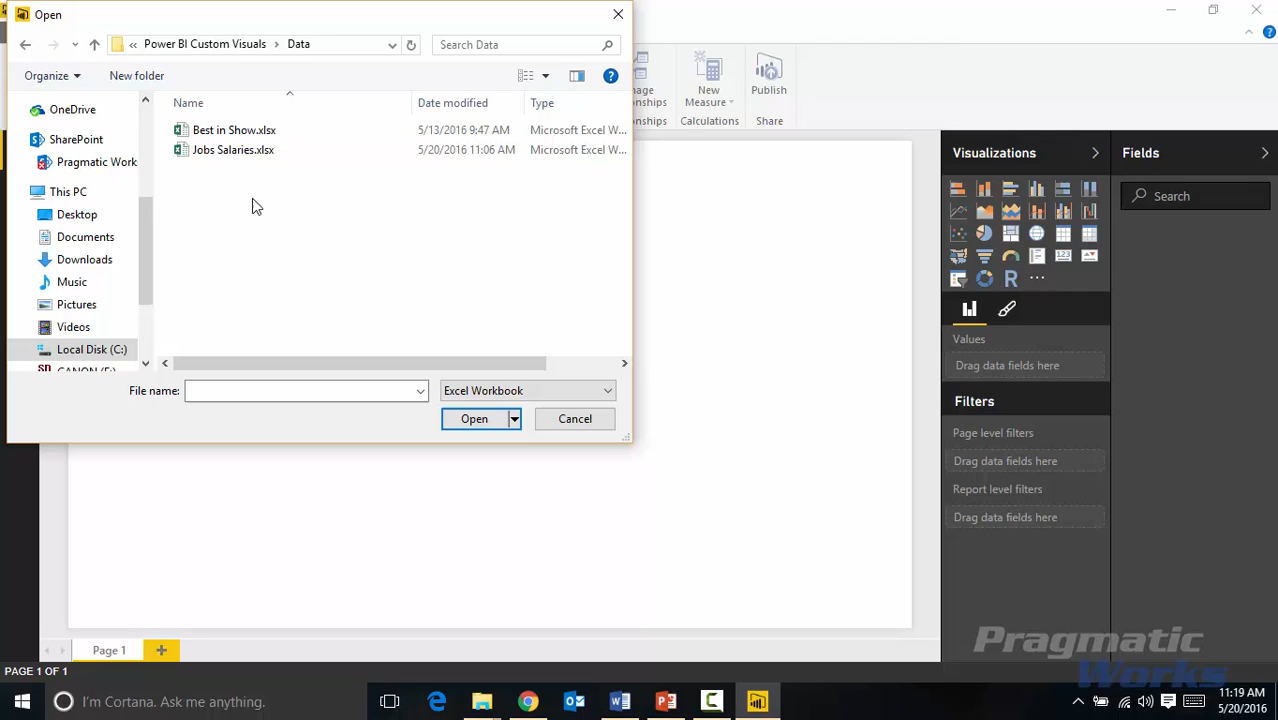 Open
Power BI Custom Visuals
Data
Search Data
Organize
New folder
Name
Date modified
Type
OneDrive
SharePoint
Pragmatic Work
This PC
Desktop
Documents
Downloads
Music
Pictures
Videos
Local Disk (C:)
CANON (E:)
Best in Show.xlsx
5/13/2016 9:47 AM
Microsoft Excel W...
Jobs Salaries.xlsx
5/20/2016 11:06 AM
Microsoft Excel W...
File name:
Excel Workbook
Open
Cancel
nage
onships
onships
New
Measure
Calculations
Publish
Share
Visualizations
Values
Drag data fields here
Filters
Page level filters
Drag data fields here
Report level filters
Drag data fields here
Fields
Search
Page 1
PAGE 1 OF 1
Pragmatic
Works
I'm Cortana. Ask me anything.
11:19 AM
5/20/2016